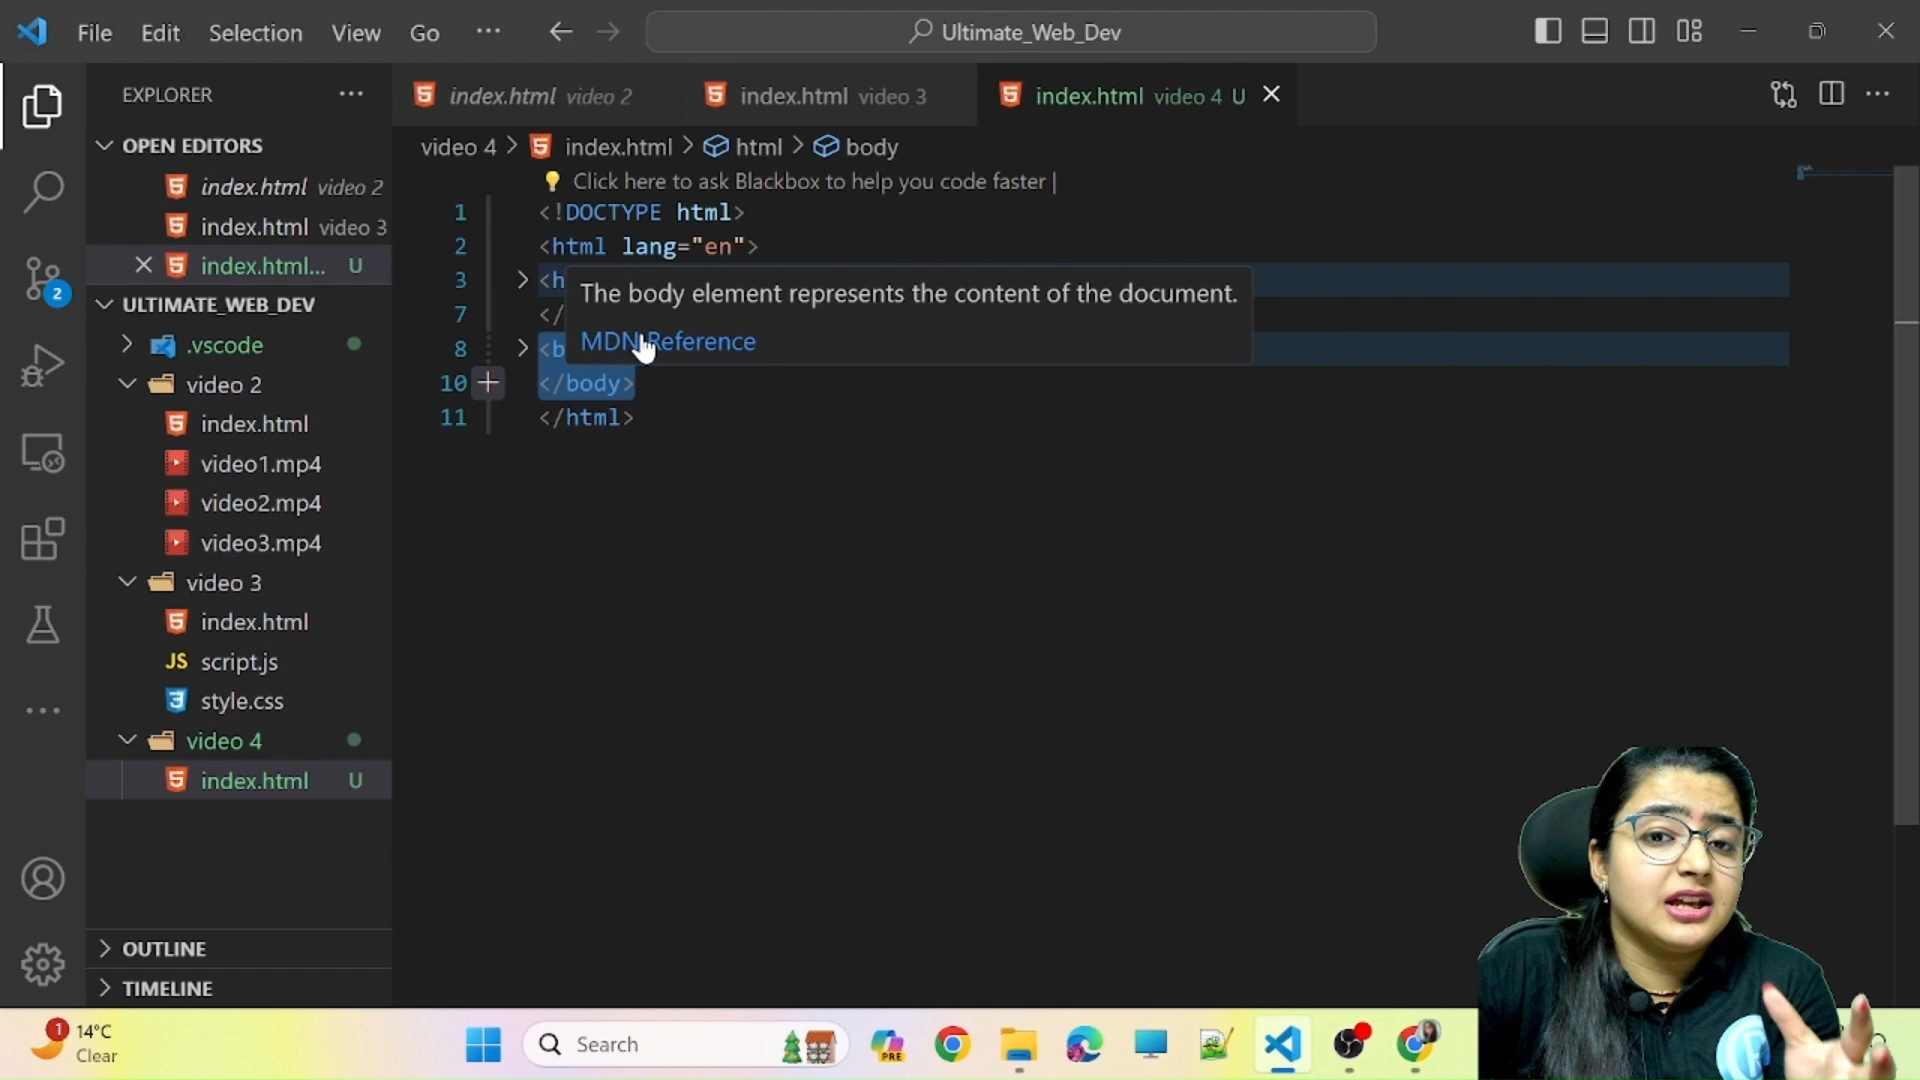 File Edit Selection View Go ··· Ultimate_Web_Dev
EXPLORER ···
index.html video 2
index.html video 3
index.html video 4 U
OPEN EDITORS
index.html video 2
index.html video 3
index.html... U
ULTIMATE_WEB_DEV
.vscode
video 2
index.html
video1.mp4
video2.mp4
video3.mp4
video 3
index.html
JS script.js
style.css
video 4
index.html U
OUTLINE
TIMELINE
2
video 4 > index.html > html > body
Click here to ask Blackbox to help you code faster |
1 <!DOCTYPE html>
2 <html lang="en">
3 <h
The body element represents the content of the document.
7 </
MDN Reference
8 <b
10 </body>
11 </html>
1 14°C
Clear
Search
PRE